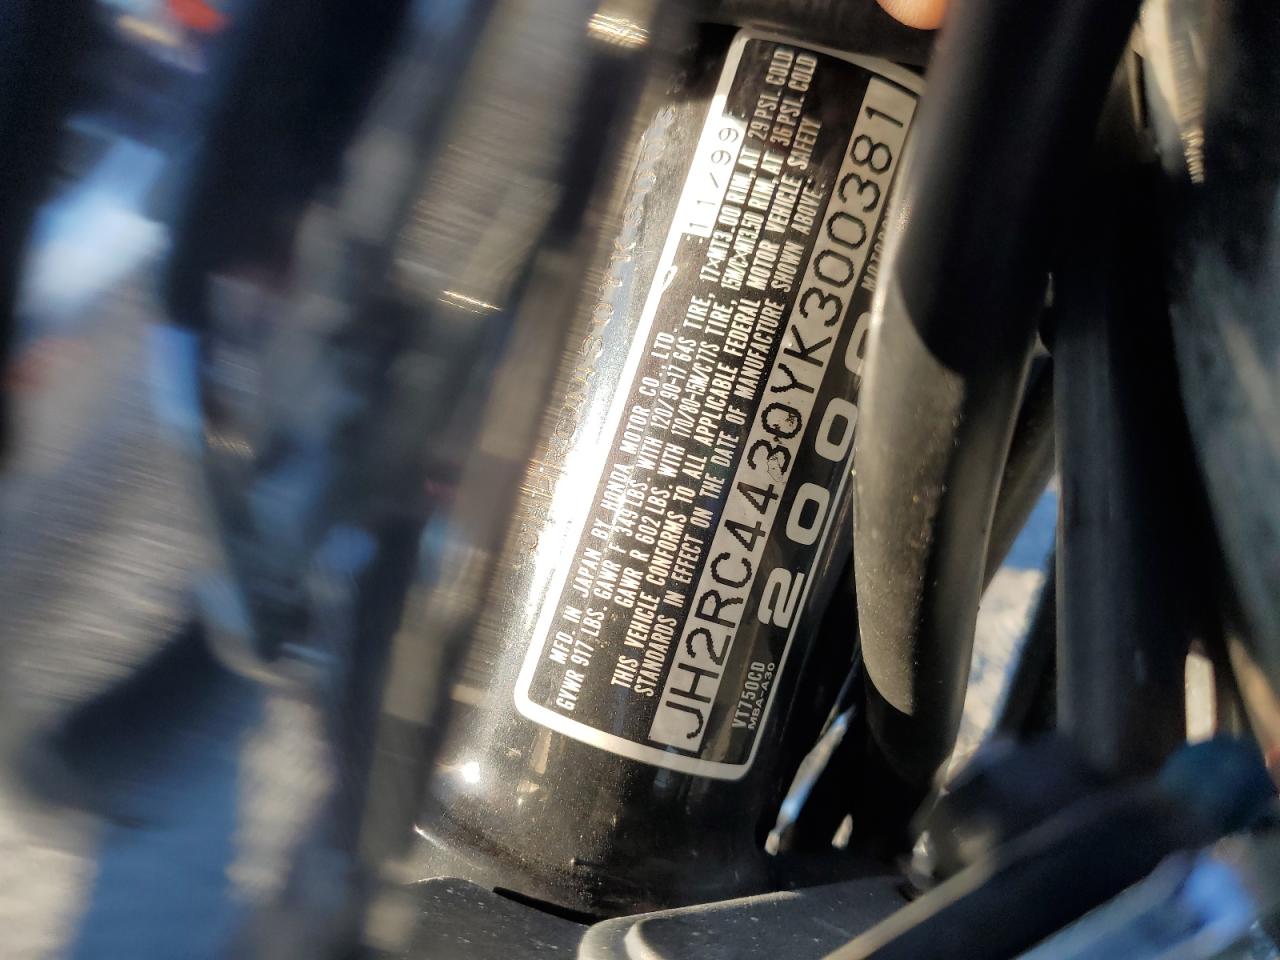 MFD. IN JAPAN BY HONDA MOTOR CO., LTD. 11/99
GVWR 917 LBS. GAWR F 349 LBS. WITH 120/90-17 64S TIRE, 17×MT3.00 RIM, AT 29 PSI. COLD
GAWR R 602 LBS. WITH 170/80-15M/C77S TIRE, 15M/C×MT3.50 RIM, AT 36 PSI. COLD
THIS VEHICLE CONFORMS TO ALL APPLICABLE FEDERAL MOTOR VEHICLE SAFETY
STANDARDS IN EFFECT ON THE DATE OF MANUFACTURE SHOWN ABOVE.
JH2RC4430YK300381
VT750CD 2000
MBA-A30